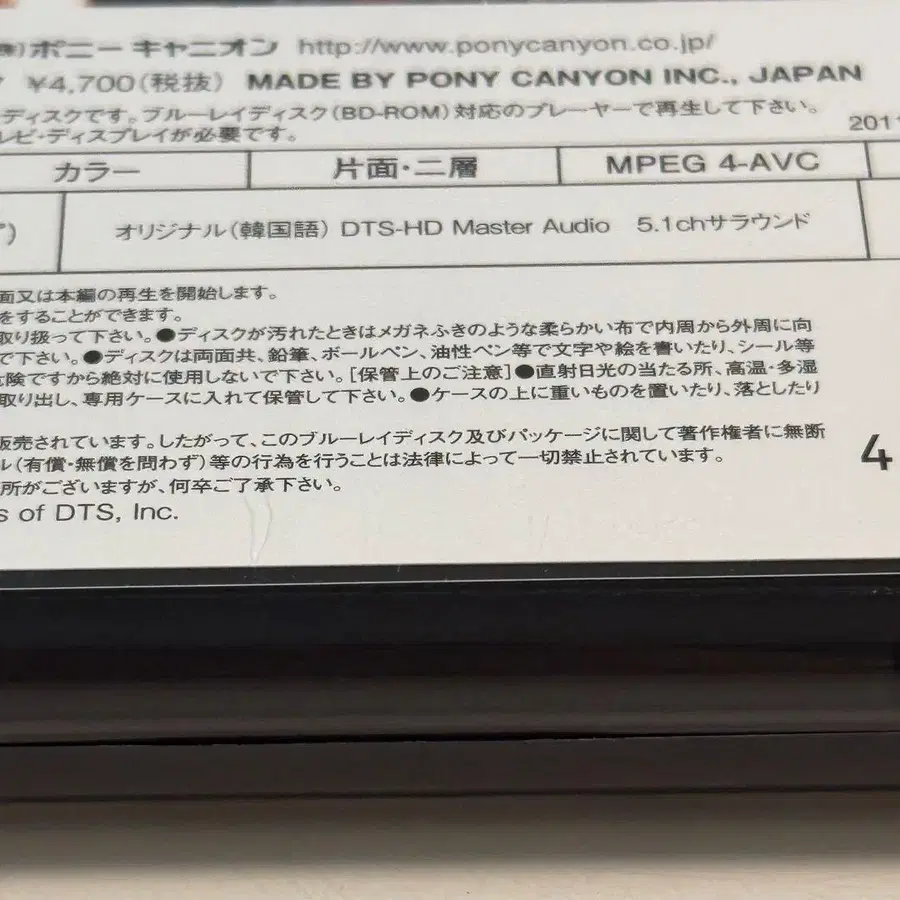 ㈱ポニーキャニオン http://www.ponycanyon.co.jp/
¥4,700(税抜) MADE BY PONY CANYON INC., JAPAN
ディスクです。ブルーレイディスク(BD-ROM)対応のプレーヤーで再生して下さい。
レビ・ディスプレイが必要です。
2011
カラー 片面・二層 MPEG 4-AVC
オリジナル(韓国語) DTS-HD Master Audio 5.1chサラウンド
面又は本編の再生を開始します。
をすることができます。
取り扱って下さい。●ディスクが汚れたときはメガネふきのような柔らかい布で内周から外周に向
で下さい。●ディスクは両面共、鉛筆、ボールペン、油性ペン等で文字や絵を書いたり、シール等
険ですから絶対に使用しないで下さい。[保管上のご注意]●直射日光の当たる所、高温・多湿
取り出し、専用ケースに入れて保管して下さい。●ケースの上に重いものを置いたり、落としたり
販売されています。したがって、このブルーレイディスク及びパッケージに関して著作権者に無断
ル(有償・無償を問わず)等の行為を行うことは法律によって一切禁止されています。
所がございますが、何卒ご了承下さい。
4
s of DTS, Inc.